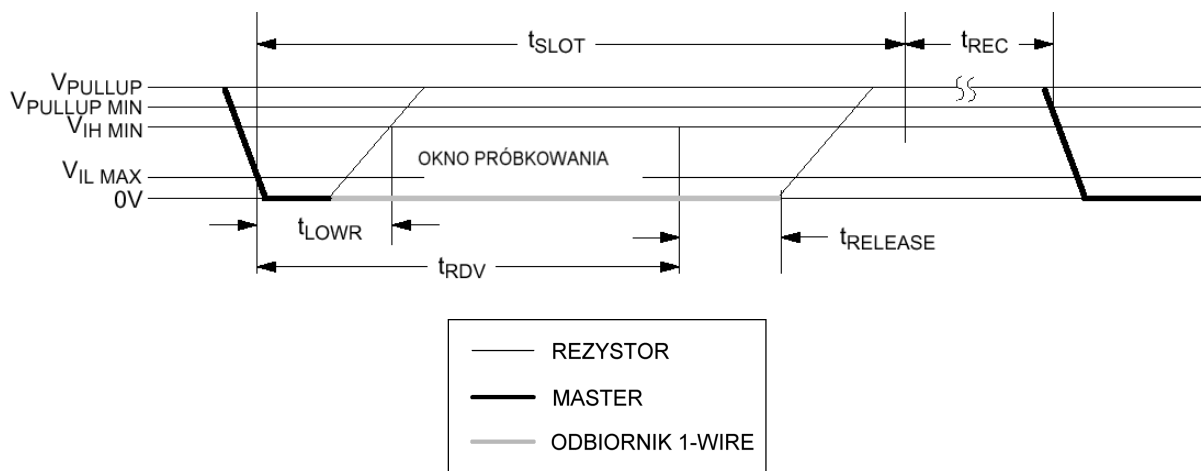 tSLOT
tREC
VPULLUP
VPULLUP MIN
VIH MIN
OKNO PRÓBKOWANIA
VIL MAX
0V
tLOWR
tRELEASE
tRDV
REZYSTOR
MASTER
ODBIORNIK 1-WIRE